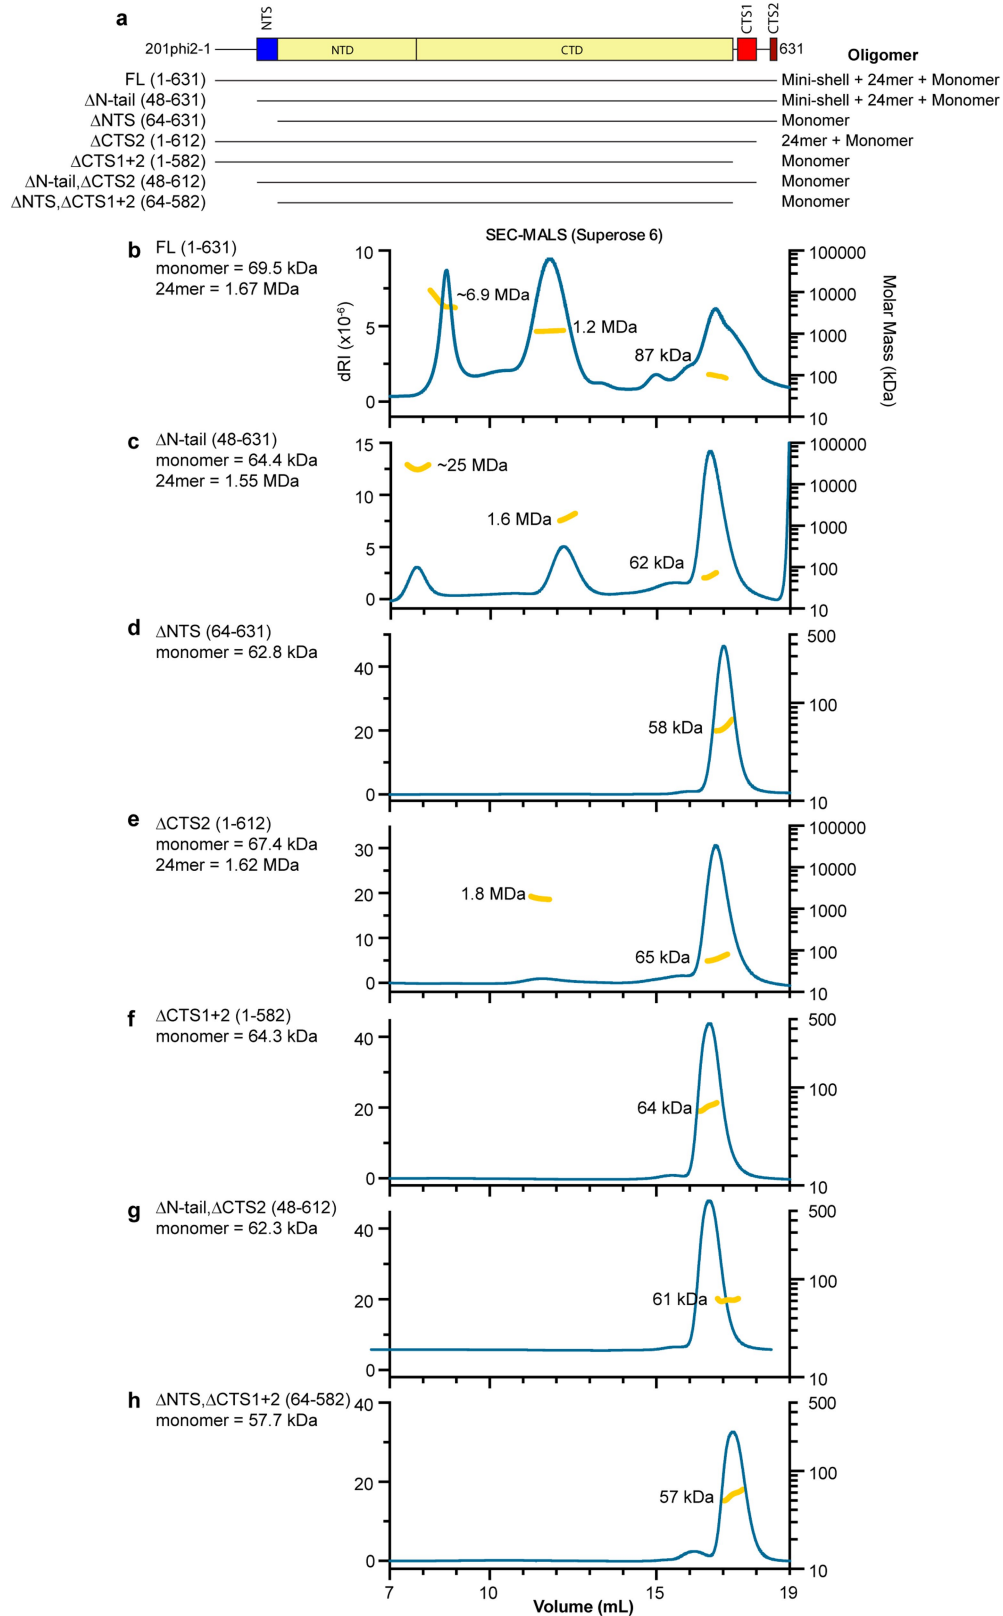 a
NTS
CTS1
CTS2
201phi2-1
NTD
CTD
631
Oligomer
FL (1-631)
Mini-shell + 24mer + Monomer
ΔN-tail (48-631)
Mini-shell + 24mer + Monomer
ΔNTS (64-631)
Monomer
ΔCTS2 (1-612)
24mer + Monomer
ΔCTS1+2 (1-582)
Monomer
ΔN-tail,ΔCTS2 (48-612)
Monomer
ΔNTS,ΔCTS1+2 (64-582)
Monomer
SEC-MALS (Superose 6)
b
FL (1-631)
monomer = 69.5 kDa
24mer = 1.67 MDa
dRI (x10⁻⁶)
10
5
0
~6.9 MDa
1.2 MDa
87 kDa
100000
10000
1000
100
10
Molar Mass (kDa)
c
ΔN-tail (48-631)
monomer = 64.4 kDa
24mer = 1.55 MDa
15
10
5
0
~25 MDa
1.6 MDa
62 kDa
100000
10000
1000
100
10
d
ΔNTS (64-631)
monomer = 62.8 kDa
40
20
0
58 kDa
500
100
10
e
ΔCTS2 (1-612)
monomer = 67.4 kDa
24mer = 1.62 MDa
30
20
10
0
1.8 MDa
65 kDa
100000
10000
1000
100
10
f
ΔCTS1+2 (1-582)
monomer = 64.3 kDa
40
20
0
64 kDa
500
100
10
g
ΔN-tail,ΔCTS2 (48-612)
monomer = 62.3 kDa
40
20
0
61 kDa
500
100
10
h
ΔNTS,ΔCTS1+2 (64-582)
monomer = 57.7 kDa
40
20
0
57 kDa
500
100
10
7
10
15
19
Volume (mL)